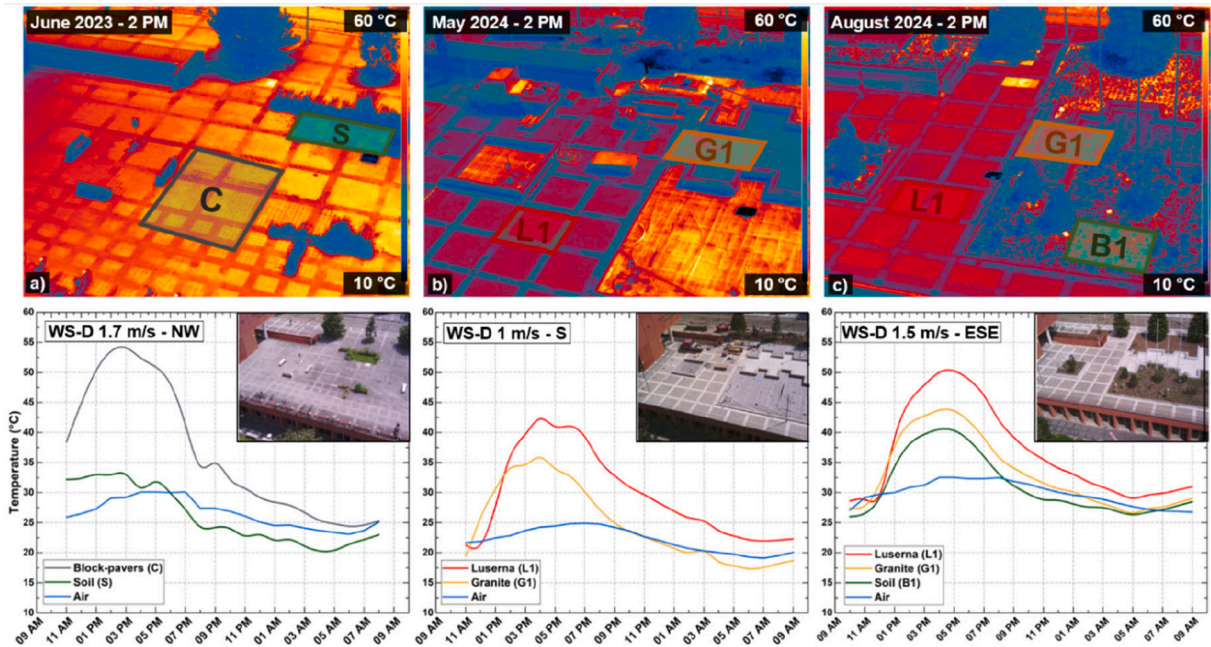 June 2023 - 2 PM
60 °C
S
C
a)
10 °C
May 2024 - 2 PM
60 °C
G1
L1
b)
10 °C
August 2024 - 2 PM
60 °C
G1
L1
B1
c)
10 °C
WS-D 1.7 m/s - NW
Temperature (°C)
60
55
50
45
40
35
30
25
20
15
10
Block-pavers (C)
Soil (S)
Air
09 AM
11 AM
01 PM
03 PM
05 PM
07 PM
09 PM
11 PM
01 AM
03 AM
05 AM
07 AM
09 AM
WS-D 1 m/s - S
60
55
50
45
40
35
30
25
20
15
10
Luserna (L1)
Granite (G1)
Air
09 AM
11 AM
01 PM
03 PM
05 PM
07 PM
09 PM
11 PM
01 AM
03 AM
05 AM
07 AM
09 AM
WS-D 1.5 m/s - ESE
60
55
50
45
40
35
30
25
20
15
10
Luserna (L1)
Granite (G1)
Soil (B1)
Air
09 AM
11 AM
01 PM
03 PM
05 PM
07 PM
09 PM
11 PM
01 AM
03 AM
05 AM
07 AM
09 AM